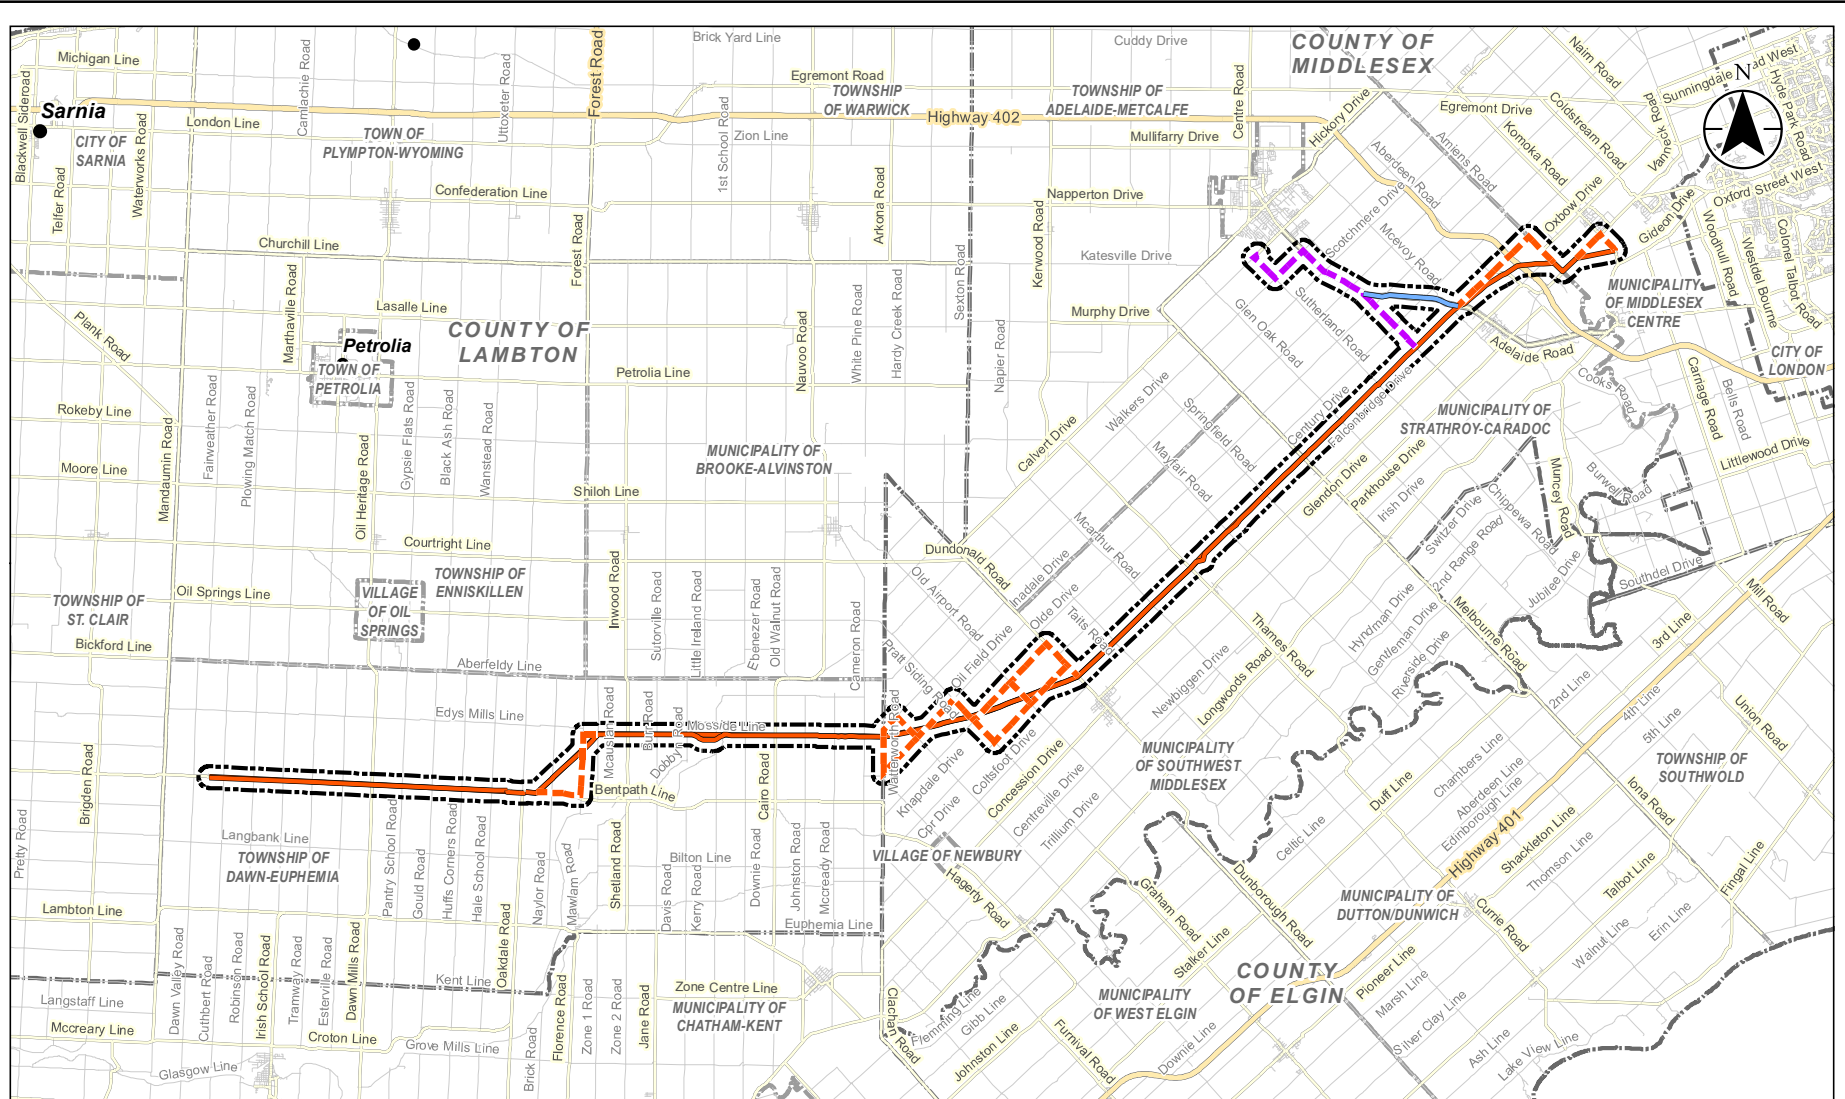 Brick Yard Line
Cuddy Drive
COUNTY OF
MIDDLESEX
Nairn Road
Sunningdale Road West
N
Michigan Line
Blackwell Sideroad
Camlachie Road
Uttoxeter Road
Forest Road
Egremont Road
TOWNSHIP
OF WARWICK
TOWNSHIP OF
ADELAIDE-METCALFE
Centre Road
Hickory Drive
Egremont Drive
Coldstream Road
Vanneck Road
Hyde Park Road
Sarnia
London Line
Highway 402
CITY OF
SARNIA
TOWN OF
PLYMPTON-WYOMING
1st School Road
Zion Line
Mullifarry Drive
Komoka Road
Amiens Road
Aberdeen Road
Telfer Road
Waterworks Road
Confederation Line
Arkona Road
Napperton Drive
Kerwood Road
Oxbow Drive
Gideon Drive
Oxford Street West
Woodhull Road
Westdel Bourne
Colonel Talbot Road
Churchill Line
Forest Road
Sexton Road
Katesville Drive
Scotchmere Drive
Mcevoy Road
Marthaville Road
Lasalle Line
White Pine Road
Hardy Creek Road
Murphy Drive
Glen Oak Road
Sutherland Road
MUNICIPALITY
OF MIDDLESEX
CENTRE
Plank Road
COUNTY OF
LAMBTON
Petrolia
TOWN OF
PETROLIA
Petrolia Line
Nauvoo Road
Napier Road
Adelaide Road
CITY OF
LONDON
Cooks Road
Carriage Road
Bells Road
Rokeby Line
Mandaumin Road
Fairweather Road
Plowing Match Road
Gypsie Flats Road
Black Ash Road
Wanstead Road
Walkers Drive
Springfield Road
Mayfair Road
Century Drive
Falconbridge Drive
MUNICIPALITY OF
STRATHROY-CARADOC
Moore Line
Oil Heritage Road
MUNICIPALITY OF
BROOKE-ALVINSTON
Shiloh Line
Calvert Drive
Glendon Drive
Parkhouse Drive
Irish Drive
Muncey Road
Burwell Road
Littlewood Drive
Courtright Line
Dundonald Road
Mcarthur Road
Switzer Drive
Chippewa Road
2nd Range Road
Jubilee Drive
Southdel Drive
Mill Road
TOWNSHIP OF
ENNISKILLEN
Oil Springs Line
VILLAGE
OF OIL
SPRINGS
TOWNSHIP OF
ST. CLAIR
Bickford Line
Inwood Road
Sutorville Road
Little Ireland Road
Ebenezer Road
Old Walnut Road
Cameron Road
Old Airport Road
Inadale Drive
Olde Drive
Taits Road
Oil Field Drive
Pratt Siding Road
Thames Road
Longwoods Road
Newbiggen Drive
Hyndman Drive
Gentleman Drive
Riverside Drive
Melbourne Road
3rd Line
2nd Line
4th Line
5th Line
Union Road
Aberfeldy Line
Edys Mills Line
Mcauslan Road
Burr Road
Dobbyn Road
Mosside Line
Watterworth Road
Brigden Road
Bentpath Line
Cairo Road
Knapdale Drive
Coltsfoot Drive
Concession Drive
Centreville Drive
Trillium Drive
Cpr Drive
MUNICIPALITY
OF SOUTHWEST
MIDDLESEX
TOWNSHIP OF
SOUTHWOLD
Duff Line
Chambers Line
Aberdeen Line
Edinborough Line
Iona Road
Highway 401
Shackleton Line
Thomson Line
Talbot Line
Fingal Line
Celtic Line
Pretty Road
Langbank Line
TOWNSHIP OF
DAWN-EUPHEMIA
Pantry School Road
Gould Road
Huffs Corners Road
Hale School Road
Naylor Road
Mawlam Road
Shetland Road
Bilton Line
Davis Road
Kerry Road
Downie Road
Johnston Road
Mccready Road
VILLAGE OF NEWBURY
Hagerty Road
Graham Road
Dunborough Road
MUNICIPALITY OF
DUTTON/DUNWICH
Currie Road
Walnut Line
Erin Line
Lambton Line
Euphemia Line
Stalker Line
Dawn Valley Road
Cuthbert Road
Robinson Road
Irish School Road
Tramway Road
Esterville Road
Dawn Mills Road
Kent Line
Oakdale Road
Florence Road
Zone 1 Road
Zone 2 Road
Jane Road
Zone Centre Line
MUNICIPALITY OF
CHATHAM-KENT
Clachan Road
Flemming Line
Gibb Line
Johnston Line
Furnival Road
MUNICIPALITY
OF WEST ELGIN
COUNTY
OF ELGIN
Pioneer Line
Marsh Line
Silver Clay Line
Downie Line
Ash Line
Lake View Line
Langstaff Line
Mccreary Line
Croton Line
Grove Mills Line
Glasgow Line
Brick Road